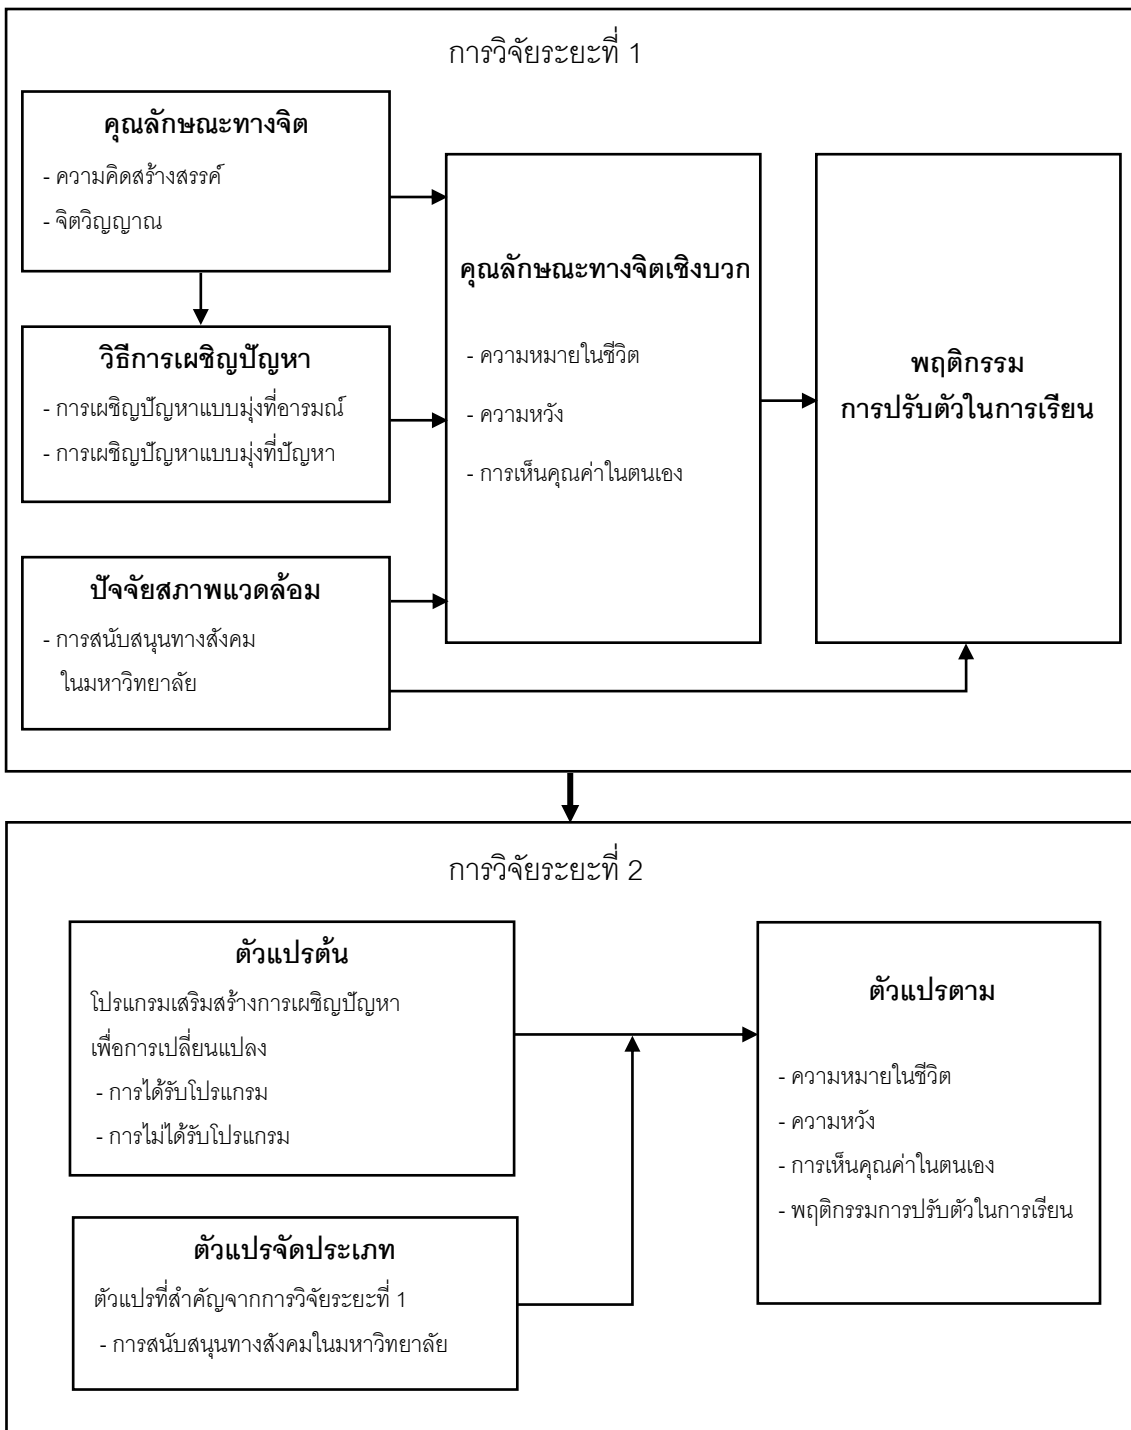 การวิจัยระยะที่ 1
คุณลักษณะทางจิต
- ความคิดสร้างสรรค์
- จิตวิญญาณ
วิธีการเผชิญปัญหา
- การเผชิญปัญหาแบบมุ่งที่อารมณ์
- การเผชิญปัญหาแบบมุ่งที่ปัญหา
ปัจจัยสภาพแวดล้อม
- การสนับสนุนทางสังคม
ในมหาวิทยาลัย
คุณลักษณะทางจิตเชิงบวก
- ความหมายในชีวิต
- ความหวัง
- การเห็นคุณค่าในตนเอง
พฤติกรรม
การปรับตัวในการเรียน
การวิจัยระยะที่ 2
ตัวแปรต้น
โปรแกรมเสริมสร้างการเผชิญปัญหา
เพื่อการเปลี่ยนแปลง
- การได้รับโปรแกรม
- การไม่ได้รับโปรแกรม
ตัวแปรจัดประเภท
ตัวแปรที่สำคัญจากการวิจัยระยะที่ 1
- การสนับสนุนทางสังคมในมหาวิทยาลัย
ตัวแปรตาม
- ความหมายในชีวิต
- ความหวัง
- การเห็นคุณค่าในตนเอง
- พฤติกรรมการปรับตัวในการเรียน